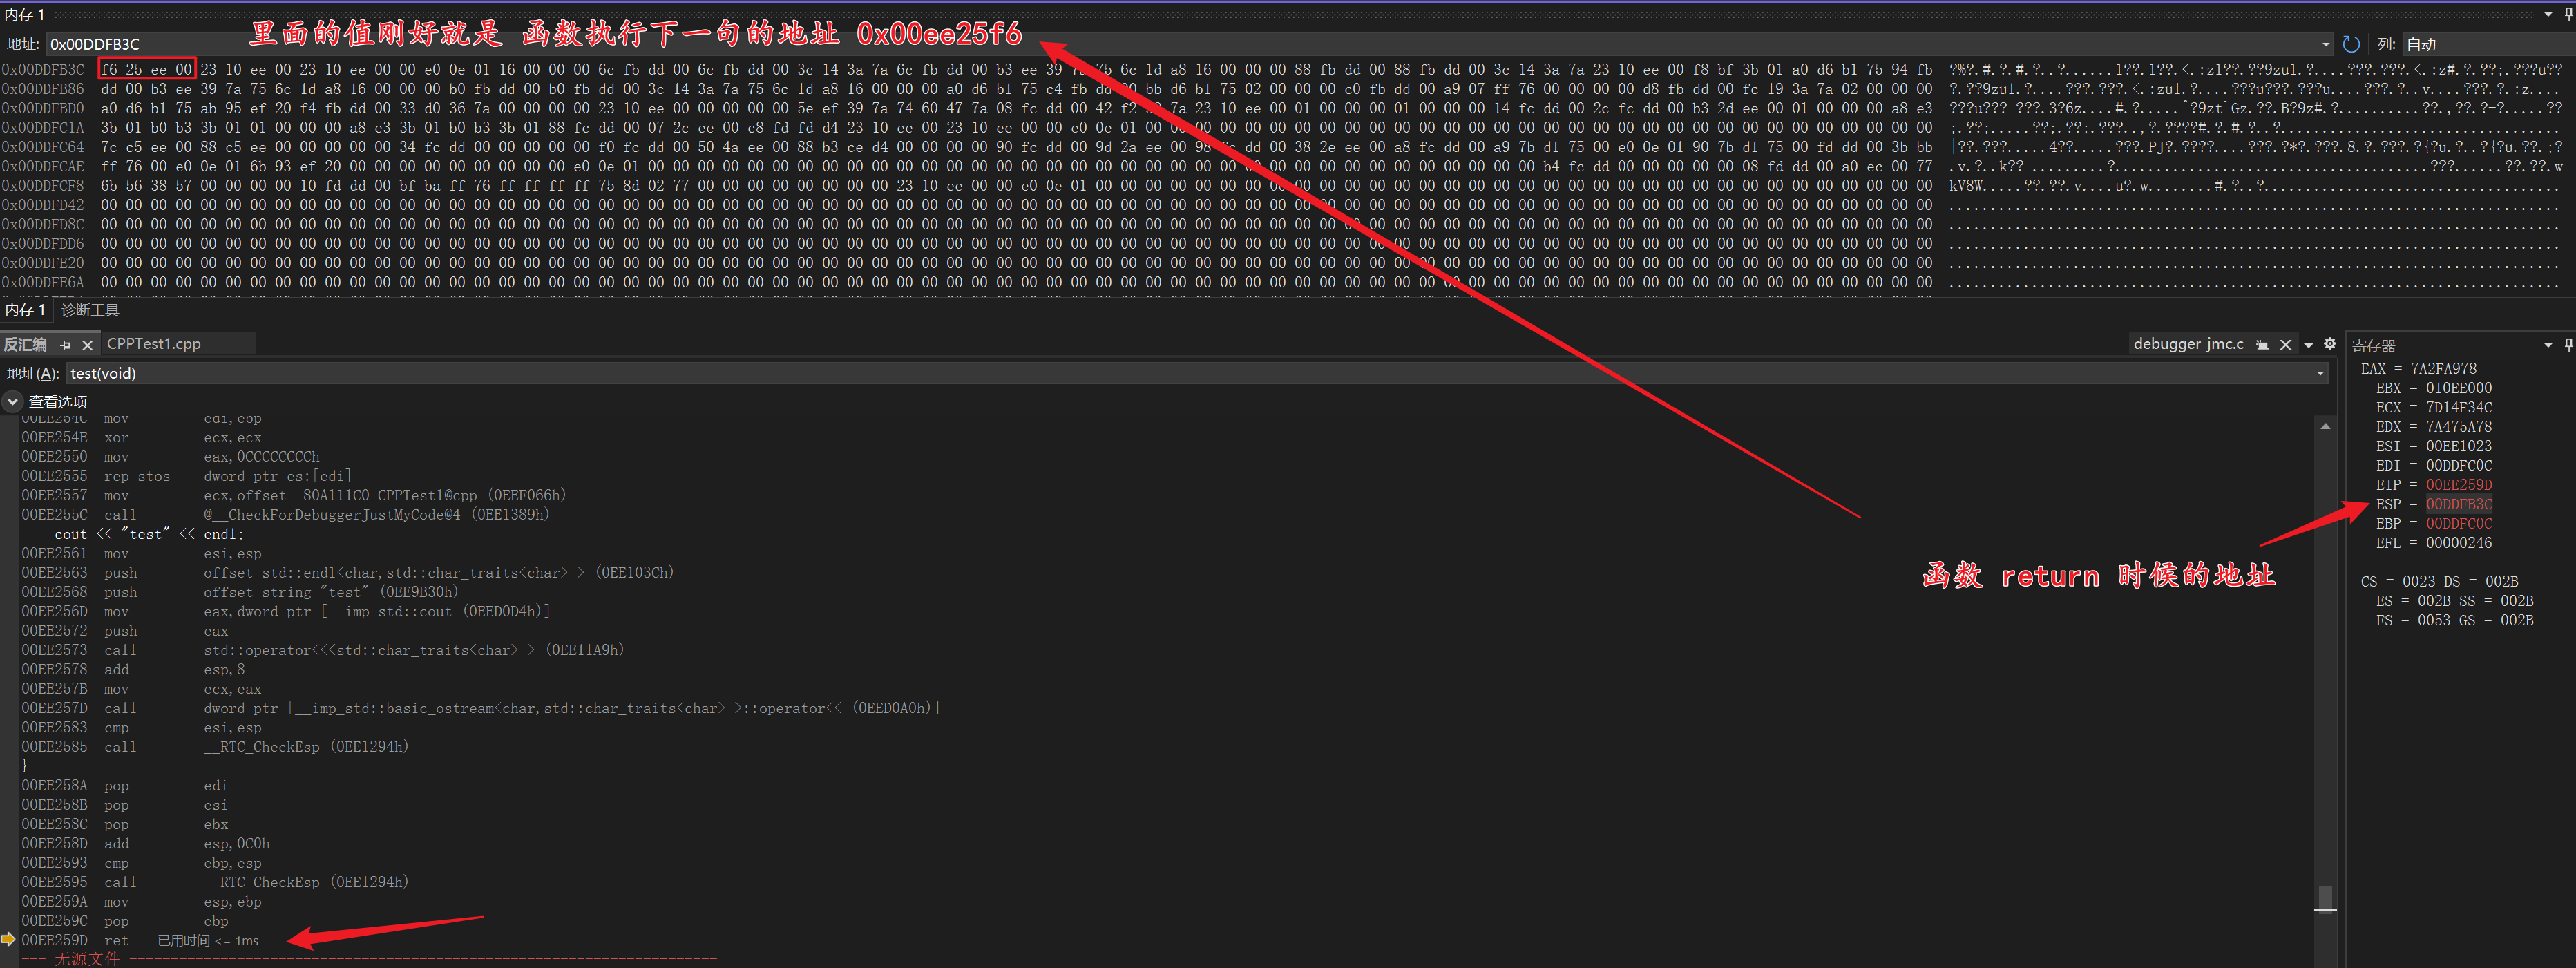 内存 1
里面的值刚好就是 函数执行下一句的地址 0x00ee25f6
地址: 0x00DDFB3C
列: 自动
0x00DDFB3C f6 25 ee 00 23 10 ee 00 23 10 ee 00 00 e0 0e 01 16 00 00 00 6c fb dd 00 6c fb dd 00 3c 14 3a 7a 6c fb dd 00 b3 ee 39 75 6c 1d a8 16 00 00 00 88 fb dd 00 88 fb dd 00 3c 14 3a 7a 23 10 ee 00 f8 bf 3b 01 a0 d6 b1 75 94 fb
0x00DDFB86 dd 00 b3 ee 39 7a 75 6c 1d a8 16 00 00 00 b0 fb dd 00 b0 fb dd 00 3c 14 3a 7a 75 6c 1d a8 16 00 00 00 a0 d6 b1 75 c4 fb 00 bb d6 b1 75 02 00 00 00 c0 fb dd 00 a9 07 ff 76 00 00 00 00 d8 fb dd 00 fc 19 3a 7a 02 00 00 00
0x00DDFBD0 a0 d6 b1 75 ab 95 ef 20 f4 fb dd 00 33 d0 36 7a 00 00 00 00 23 10 ee 00 00 00 00 00 5e ef 39 7a 74 60 47 7a 08 fc dd 00 42 f2 7a 23 10 ee 00 01 00 00 00 01 00 00 00 14 fc dd 00 2c fc dd 00 b3 2d ee 00 01 00 00 00 a8 e3
0x00DDFC1A 3b 01 b0 b3 3b 01 01 00 00 00 a8 e3 3b 01 b0 b3 3b 01 88 fc dd 00 07 2c ee 00 c8 fd fd d4 23 10 ee 00 23 10 ee 00 00 e0 0e 01 00 00 00 00 00 00 00 00 00 00 00 00 00 00 00 00 00 00 00 00 00 00 00 00 00 00 00 00 00 00
0x00DDFC64 7c c5 ee 00 88 c5 ee 00 00 00 00 00 34 fc dd 00 00 00 00 00 f0 fc dd 00 50 4a ee 00 88 b3 ce d4 00 00 00 00 90 fc dd 00 9d 2a ee 00 98 fc dd 00 38 2e ee 00 a8 fc dd 00 a9 7b d1 75 00 e0 0e 01 90 7b d1 75 00 fd dd 00 3b bb
0x00DDFCAE ff 76 00 e0 0e 01 6b 93 ef 20 00 00 00 00 00 00 00 00 00 e0 0e 01 00 00 00 00 00 00 00 00 00 00 00 00 00 00 00 00 00 00 00 00 00 00 00 00 00 00 00 00 00 00 00 00 00 00 00 00 b4 fc dd 00 00 00 00 00 08 fd dd 00 a0 ec 00 77
0x00DDFCF8 6b 56 38 57 00 00 00 00 10 fd dd 00 bf ba ff 76 ff ff ff ff 75 8d 02 77 00 00 00 00 00 00 00 00 23 10 ee 00 00 e0 0e 01 00 00 00 00 00 00 00 00 00 00 00 00 00 00 00 00 00 00 00 00 00 00 00 00 00 00 00 00 00 00 00 00 00 00
0x00DDFD42 00 00 00 00 00 00 00 00 00 00 00 00 00 00 00 00 00 00 00 00 00 00 00 00 00 00 00 00 00 00 00 00 00 00 00 00 00 00 00 00 00 00 00 00 00 00 00 00 00 00 00 00 00 00 00 00 00 00 00 00 00 00 00 00 00 00 00 00 00 00 00 00 00 00
0x00DDFD8C 00 00 00 00 00 00 00 00 00 00 00 00 00 00 00 00 00 00 00 00 00 00 00 00 00 00 00 00 00 00 00 00 00 00 00 00 00 00 00 00 00 00 00 00 00 00 00 00 00 00 00 00 00 00 00 00 00 00 00 00 00 00 00 00 00 00 00 00 00 00 00 00 00 00
0x00DDFDD6 00 00 00 00 00 00 00 00 00 00 00 00 00 00 00 00 00 00 00 00 00 00 00 00 00 00 00 00 00 00 00 00 00 00 00 00 00 00 00 00 00 00 00 00 00 00 00 00 00 00 00 00 00 00 00 00 00 00 00 00 00 00 00 00 00 00 00 00 00 00 00 00 00 00
0x00DDFE20 00 00 00 00 00 00 00 00 00 00 00 00 00 00 00 00 00 00 00 00 00 00 00 00 00 00 00 00 00 00 00 00 00 00 00 00 00 00 00 00 00 00 00 00 00 00 00 00 00 00 00 00 00 00 00 00 00 00 00 00 00 00 00 00 00 00 00 00 00 00 00 00 00 00
0x00DDFE6A 00 00 00 00 00 00 00 00 00 00 00 00 00 00 00 00 00 00 00 00 00 00 00 00 00 00 00 00 00 00 00 00 00 00 00 00 00 00 00 00 00 00 00 00 00 00 00 00 00 00 00 00 00 00 00 00 00 00 00 00 00 00 00 00 00 00 00 00 00 00 00 00 00 00
内存 1 诊断工具
反汇编 CPPTest1.cpp
debugger_jmc.c
地址(A): test(void)
查看选项
00EE254C mov edi,ebp
00EE254E xor ecx,ecx
00EE2550 mov eax,0CCCCCCCCh
00EE2555 rep stos dword ptr es:[edi]
00EE2557 mov ecx,offset _80A111C0_CPPTest1@cpp (0EEF066h)
00EE255C call @__CheckForDebuggerJustMyCode@4 (0EE1389h)
cout << "test" << endl;
00EE2561 mov esi,esp
00EE2563 push offset std::endl<char,std::char_traits<char> > (0EE103Ch)
00EE2568 push offset string "test" (0EE9B30h)
00EE256D mov eax,dword ptr [__imp_std::cout (0EED0D4h)]
00EE2572 push eax
00EE2573 call std::operator<<<std::char_traits<char> > (0EE11A9h)
00EE2578 add esp,8
00EE257B mov ecx,eax
00EE257D call dword ptr [__imp_std::basic_ostream<char,std::char_traits<char> >::operator<< (0EED0A0h)]
00EE2583 cmp esi,esp
00EE2585 call __RTC_CheckEsp (0EE1294h)
}
00EE258A pop edi
00EE258B pop esi
00EE258C pop ebx
00EE258D add esp,0C0h
00EE2593 cmp ebp,esp
00EE2595 call __RTC_CheckEsp (0EE1294h)
00EE259A mov esp,ebp
00EE259C pop ebp
00EE259D ret 已用时间 <= 1ms
--- 无源文件 ---
函数 return 时候的地址
寄存器
EAX = 7A2FA978
EBX = 010EE000
ECX = 7D14F34C
EDX = 7A475A78
ESI = 00EE1023
EDI = 00DDFC0C
EIP = 00EE259D
ESP = 00DDFB3C
EBP = 00DDFC0C
EFL = 00000246
CS = 0023 DS = 002B
ES = 002B SS = 002B
FS = 0053 GS = 002B